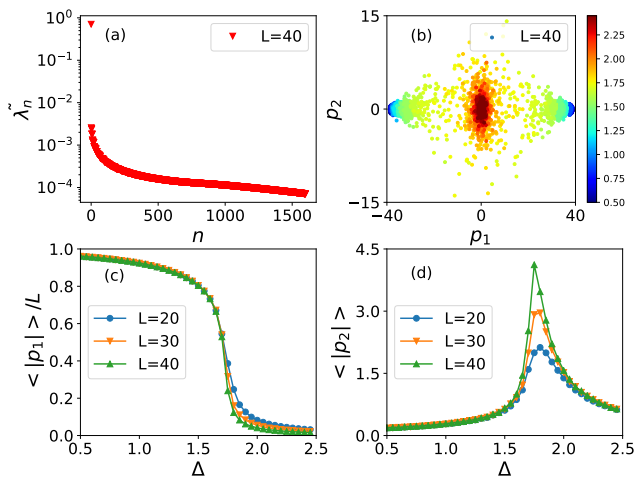 (a)
L=40
10⁰
10⁻¹
10⁻²
10⁻³
10⁻⁴
λ̃ₙ
0
500
1000
1500
n
(b)
L=40
15
0
−15
p₂
−40
0
40
p₁
2.25
2.00
1.75
1.50
1.25
1.00
0.75
0.50
(c)
L=20
L=30
L=40
1.0
0.8
0.6
0.4
0.2
0.0
< |p₁| > /L
0.5
1.0
1.5
2.0
2.5
Δ
(d)
L=20
L=30
L=40
4.5
3.0
1.5
0.0
< |p₂| >
0.5
1.0
1.5
2.0
2.5
Δ